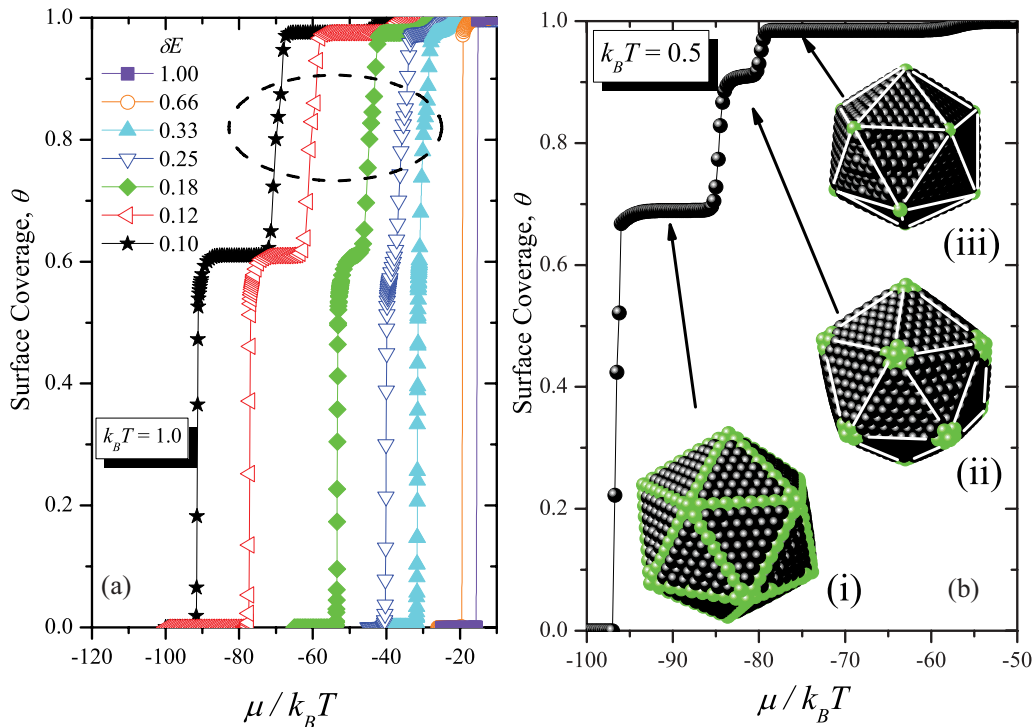 δE
1.00
0.66
0.33
0.25
0.18
0.12
0.10
k_BT = 1.0
(a)
Surface Coverage, θ
1.0
0.8
0.6
0.4
0.2
0.0
-120 -100 -80 -60 -40 -20
μ / k_BT
k_BT = 0.5
(iii)
(ii)
(i)
(b)
Surface Coverage, θ
1.0
0.8
0.6
0.4
0.2
0.0
-100 -90 -80 -70 -60 -50
μ / k_BT